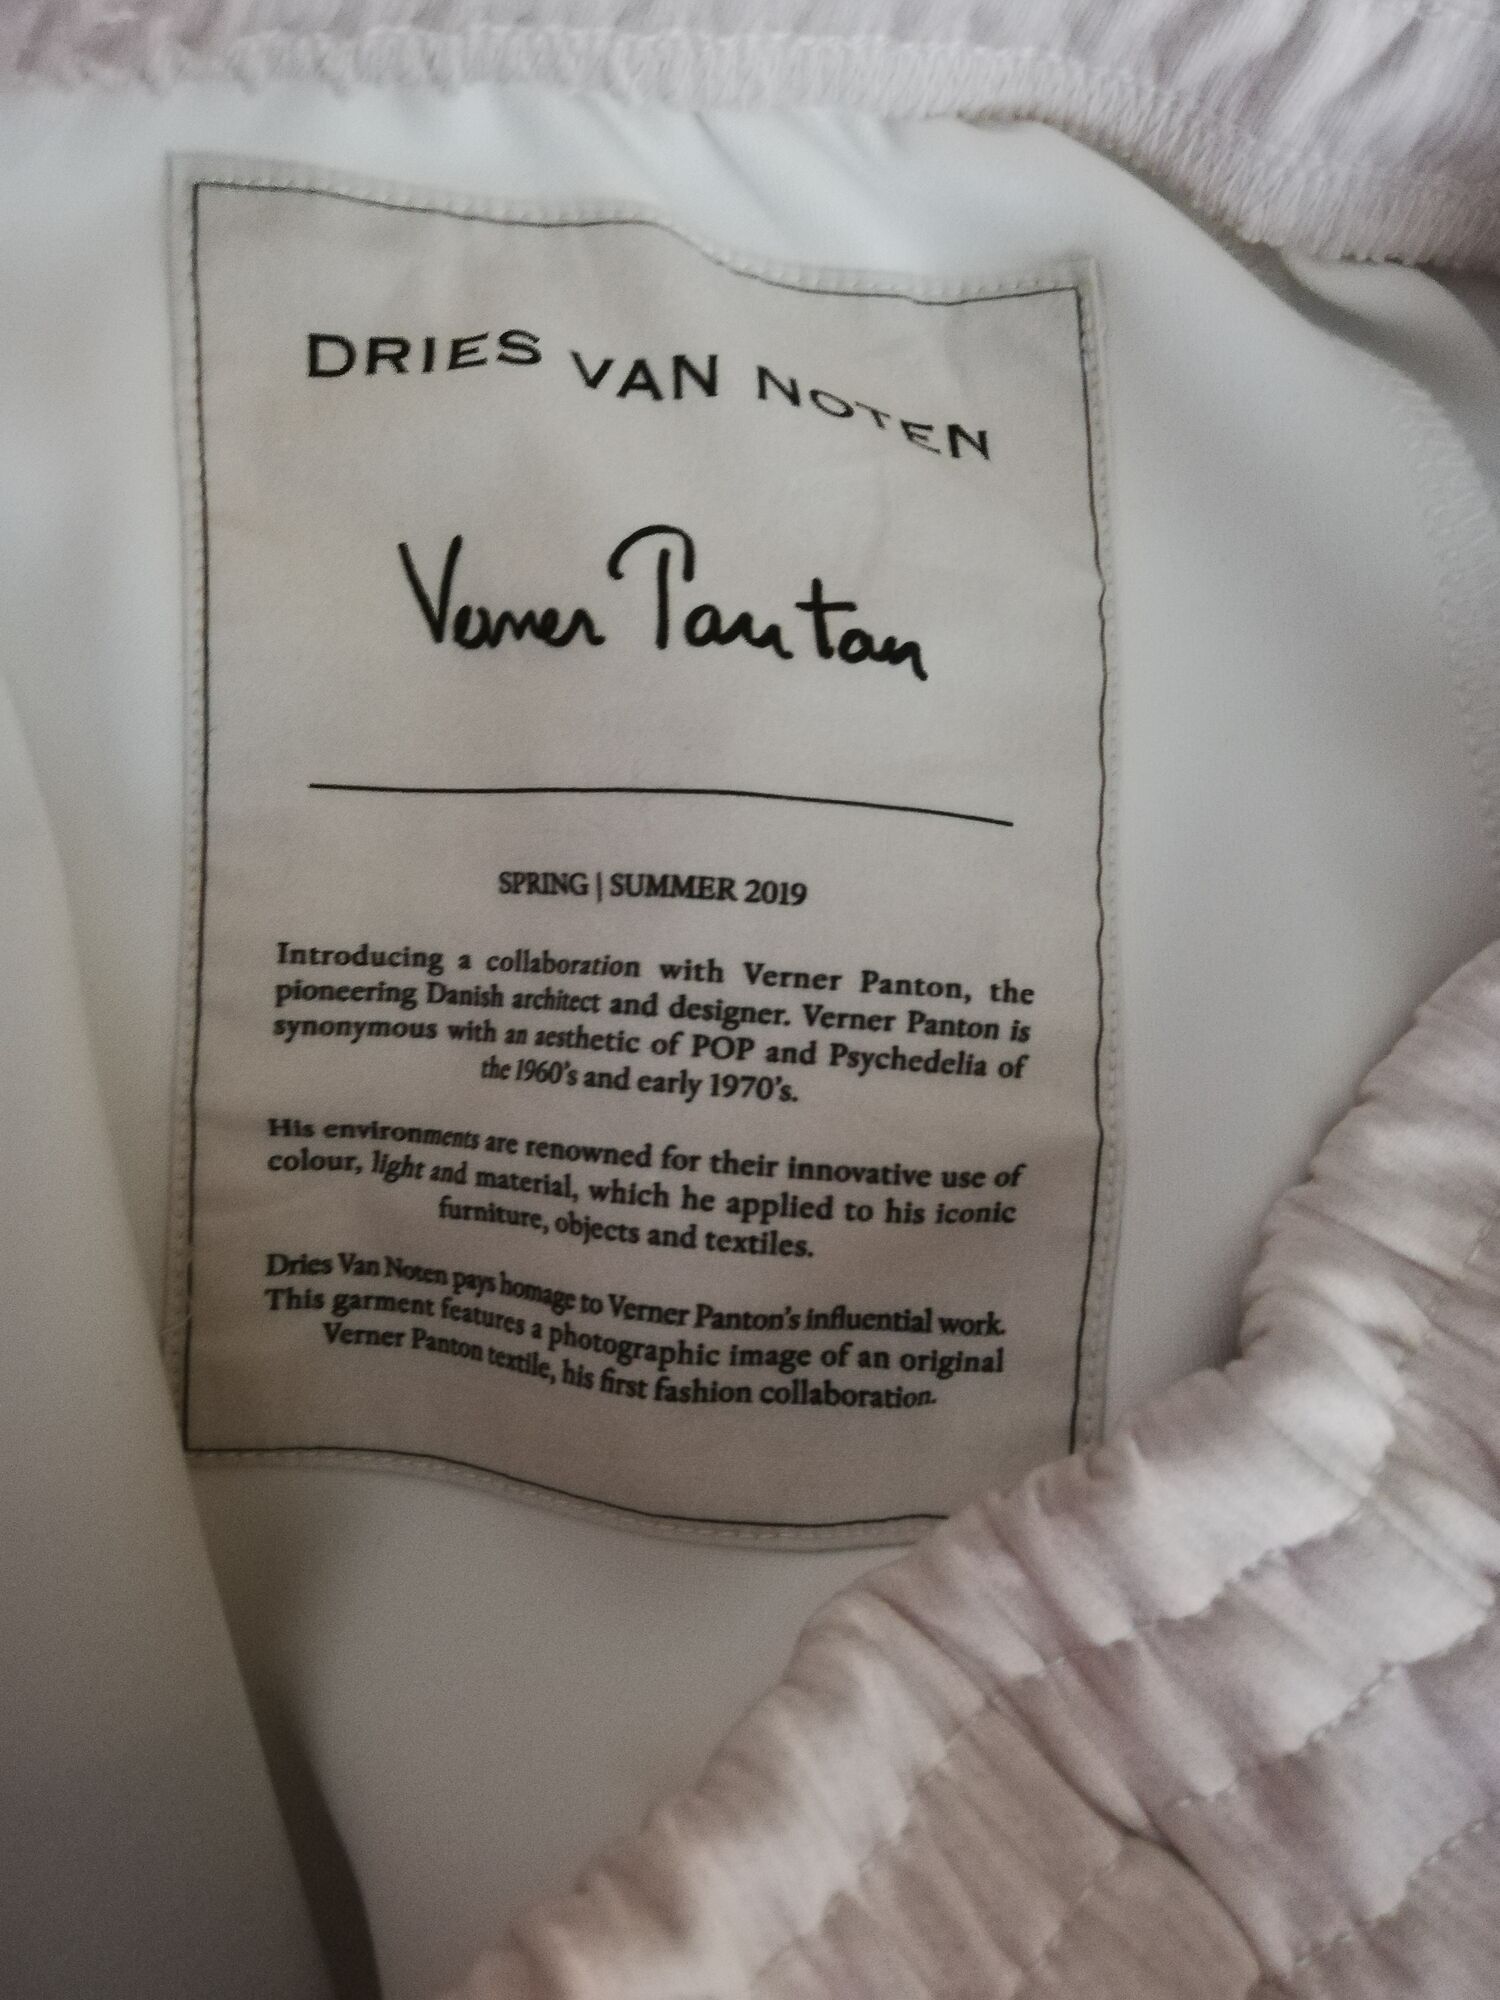 DRIES VAN NOTEN
Verner Panton
SPRING | SUMMER 2019
Introducing a collaboration with Verner Panton, the
pioneering Danish architect and designer. Verner Panton is
synonymous with an aesthetic of POP and Psychedelia of
the 1960's and early 1970's.
His environments are renowned for their innovative use of
colour, light and material, which he applied to his iconic
furniture, objects and textiles.
Dries Van Noten pays homage to Verner Panton's influential work.
This garment features a photographic image of an original
Verner Panton textile, his first fashion collaboration.